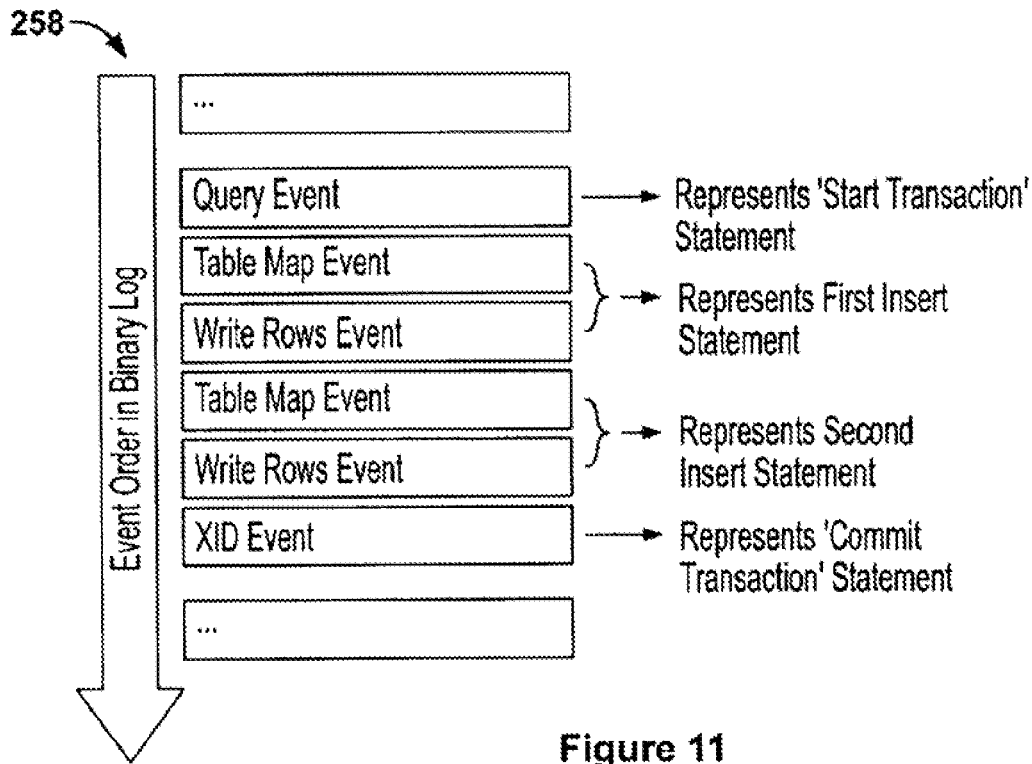 258
...
Query Event
Represents 'Start Transaction'
Statement
Table Map Event
Write Rows Event
Represents First Insert
Statement
Table Map Event
Write Rows Event
Represents Second
Insert Statement
XID Event
Represents 'Commit
Transaction' Statement
...
Event Order in Binary Log
Figure 11